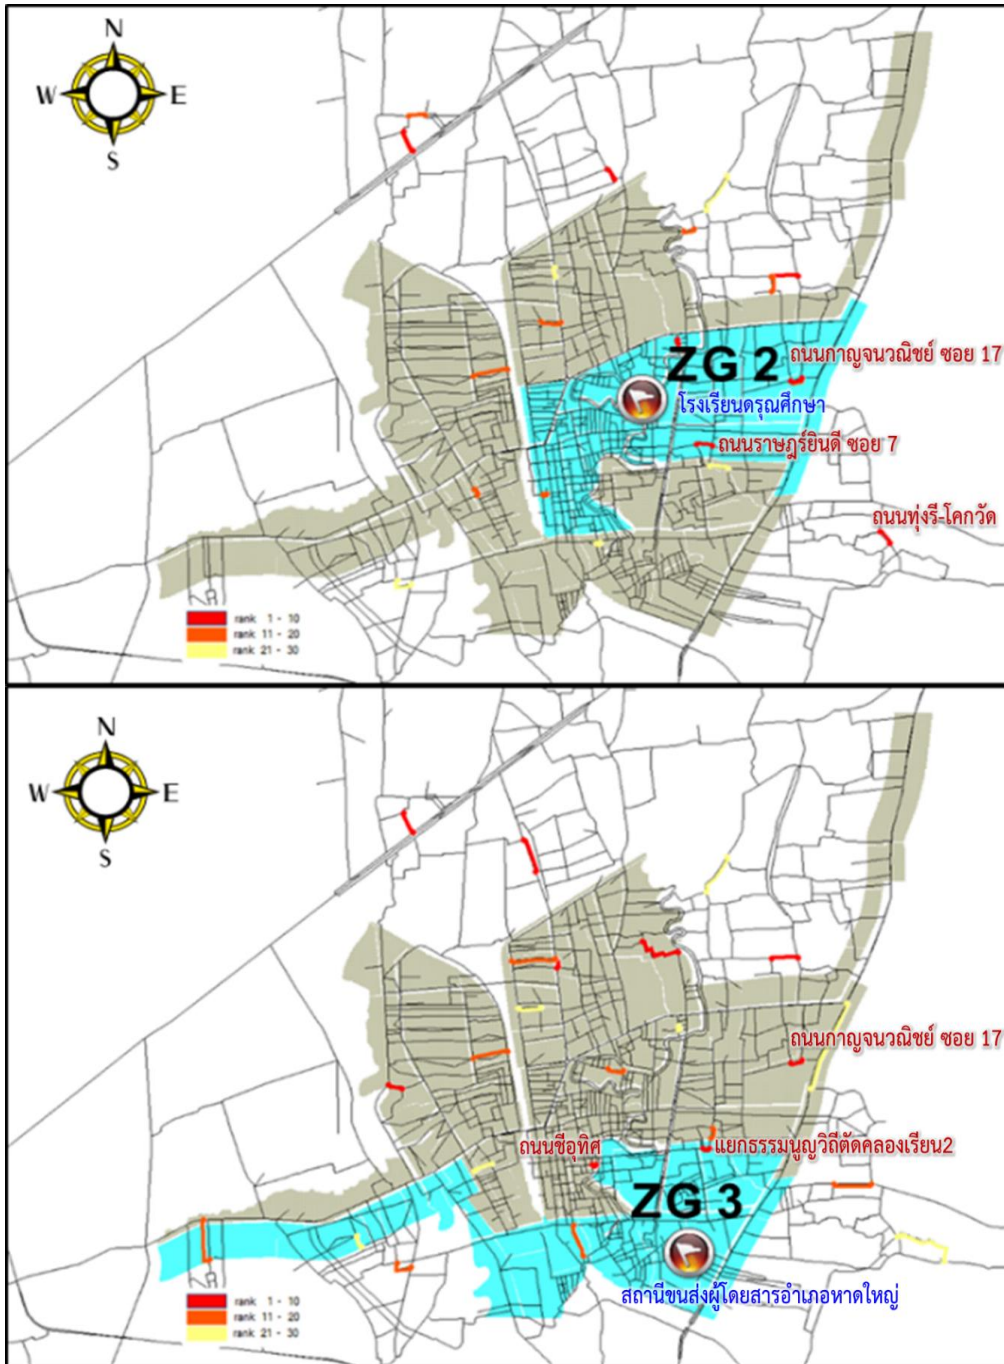 N
W E
S
ZG 2
ถนนกาญจนวณิชย์ ซอย 17
โรงเรียนดรุณศึกษา
ถนนราษฎร์ยินดี ซอย 7
ถนนทุ่งรี-โคกวัด
rank 1 - 10
rank 11 - 20
rank 21 - 30
N
W E
S
ถนนกาญจนวณิชย์ ซอย 17
ถนนชีอุทิศ
แยกธรรมนูญวิถีตัดคลองเรียน2
ZG 3
สถานีขนส่งผู้โดยสารอำเภอหาดใหญ่
rank 1 - 10
rank 11 - 20
rank 21 - 30